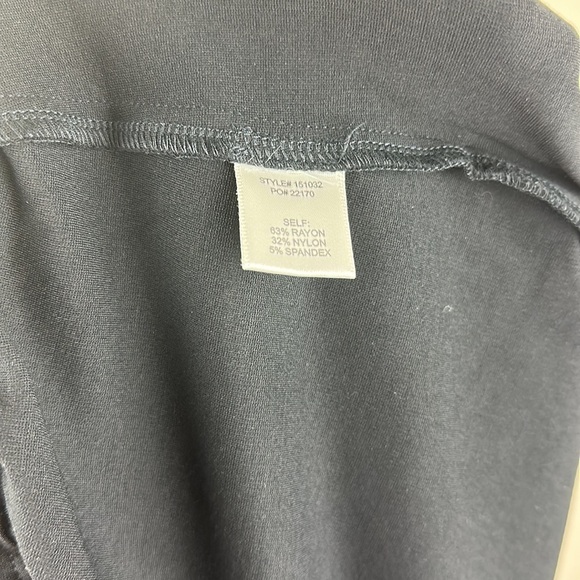 STYLE# 151032
PO# 22170
SELF:
63% RAYON
32% NYLON
5% SPANDEX